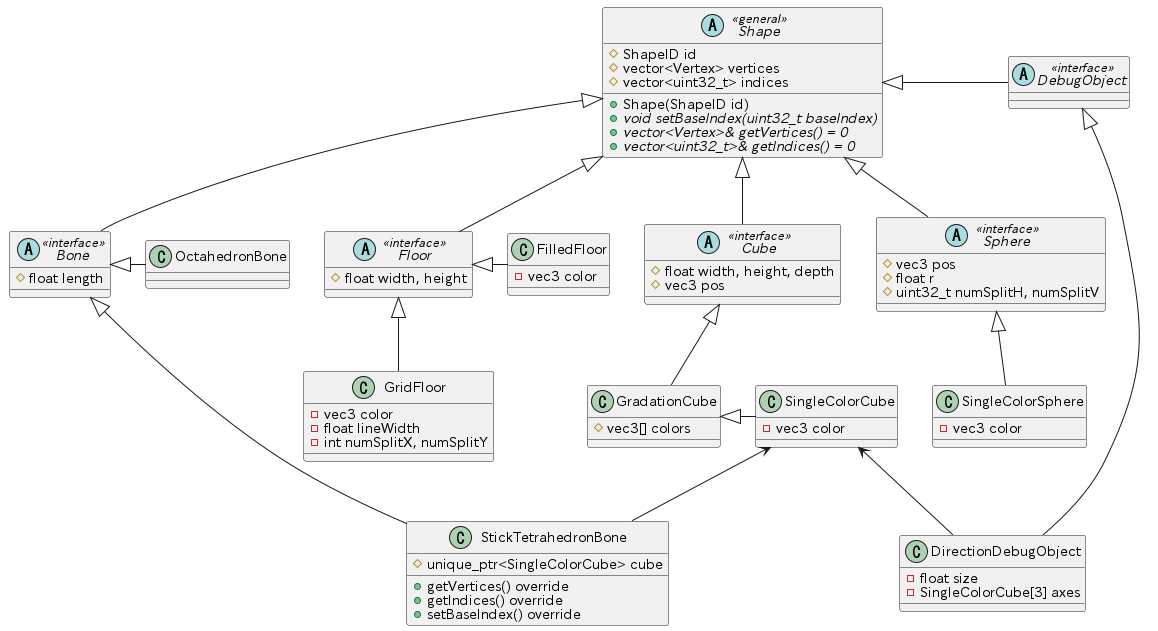 A «general»
Shape
ShapeID id
vector<Vertex> vertices
vector<uint32_t> indices
Shape(ShapeID id)
void setBaseIndex(uint32_t baseIndex)
vector<Vertex>& getVertices() = 0
vector<uint32_t>& getIndices() = 0
A «interface»
DebugObject
A «interface»
Bone
float length
C OctahedronBone
A «interface»
Floor
float width, height
C FilledFloor
vec3 color
A «interface»
Cube
float width, height, depth
vec3 pos
A «interface»
Sphere
vec3 pos
float r
uint32_t numSplitH, numSplitV
C GridFloor
vec3 color
float lineWidth
int numSplitX, numSplitY
C GradationCube
vec3[] colors
C SingleColorCube
vec3 color
C SingleColorSphere
vec3 color
C StickTetrahedronBone
unique_ptr<SingleColorCube> cube
getVertices() override
getIndices() override
setBaseIndex() override
C DirectionDebugObject
float size
SingleColorCube[3] axes